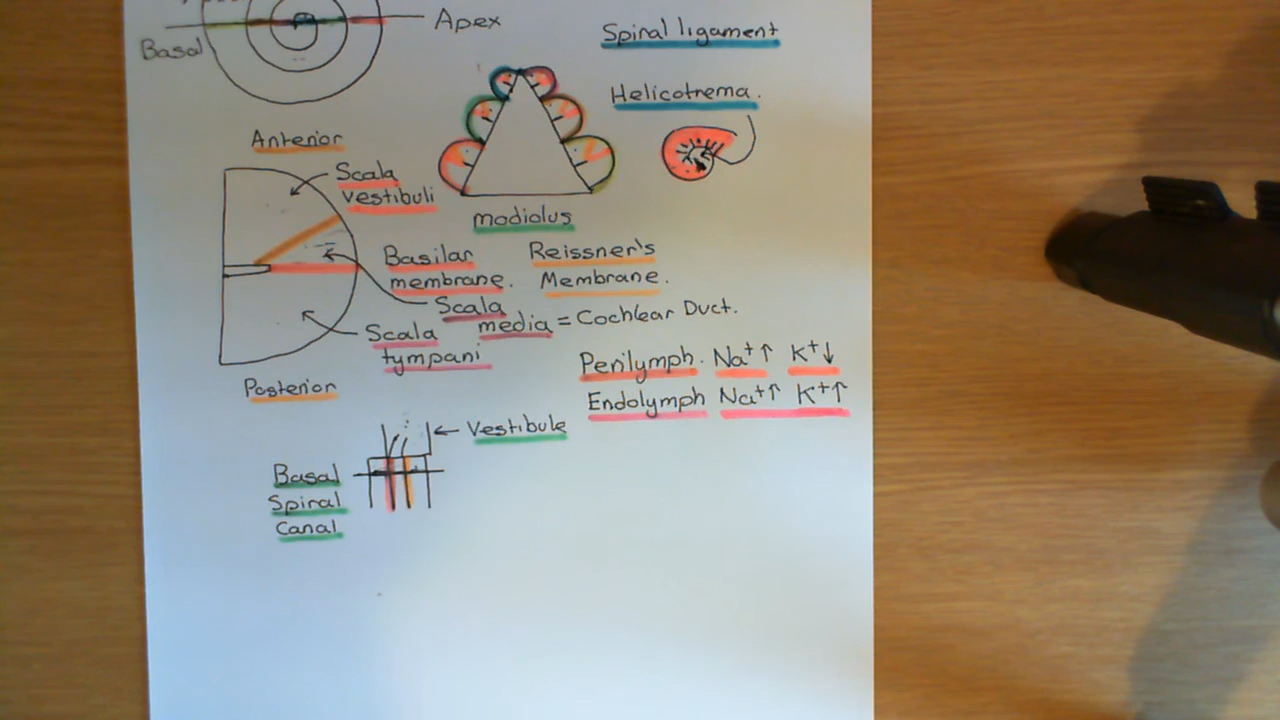 Apex
Basal
Spiral ligament
Helicotrema.
Anterior
Scala
vestibuli
modiolus
Basilar
membrane.
Reissner's
Membrane.
Scala
media = Cochlear Duct.
Scala
tympani
Posterior
Perilymph. Na+↑ K+↓
Endolymph Na+↑ K+↑
← Vestibule
Basal
Spiral
Canal